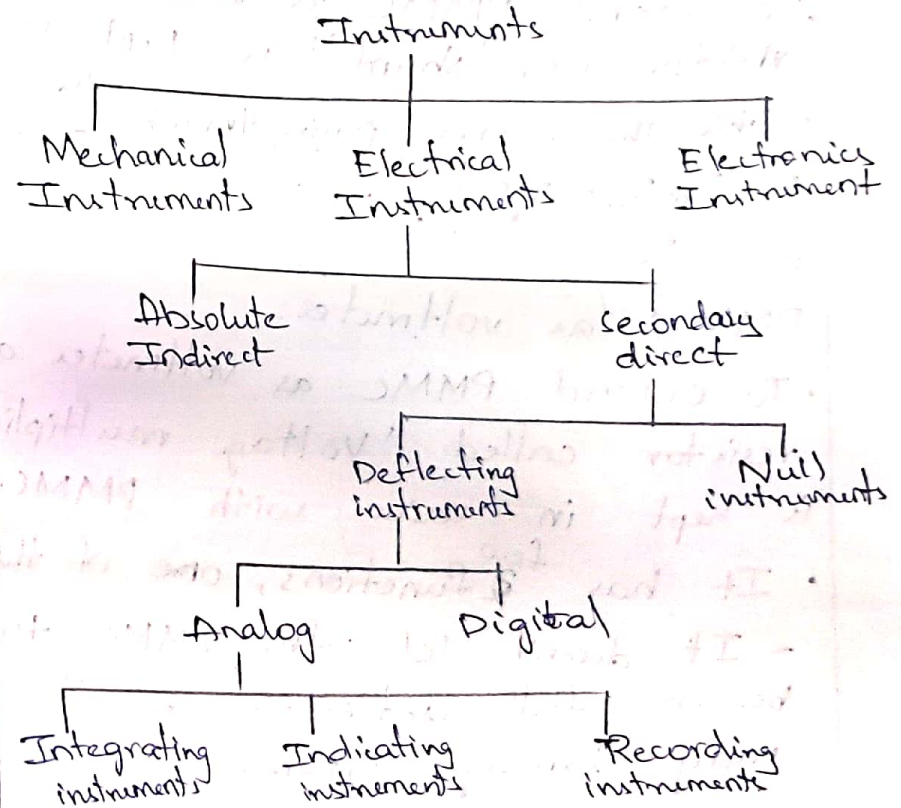 Instruments
Mechanical
Instruments
Electrical
Instruments
Electronics
Instrument
Absolute
Indirect
secondary
direct
Deflecting
instruments
Null
instruments
Analog
Digital
Integrating
instruments
Indicating
instruments
Recording
instruments